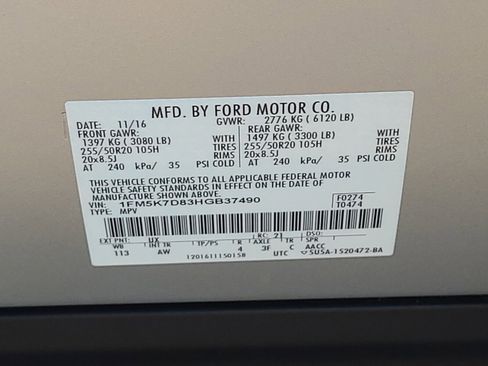 MFD. BY FORD MOTOR CO.
DATE: 11/16 GVWR: 2776 KG ( 6120 LB)
FRONT GAWR: REAR GAWR:
1397 KG ( 3080 LB) WITH 1497 KG ( 3300 LB) WITH
255/50R20 105H TIRES 255/50R20 105H TIRES
20x8.5J RIMS 20x8.5J RIMS
AT 240 kPa/ 35 PSI COLD AT 240 kPa/ 35 PSI COLD
THIS VEHICLE CONFORMS TO ALL APPLICABLE FEDERAL MOTOR
VEHICLE SAFETY STANDARDS IN EFFECT ON THE DATE OF
MANUFACTURE SHOWN ABOVE.
VIN: 1FM5K7D83HGB37490 F0274
TYPE: MPV T0474
EXT PNT: UX RC: 21 DSO:
WB INT TR TP/PS R AXLE TR SPR
113 AW 4 3F C AACC
1201611150158 UTC SU5A-1520472-BA